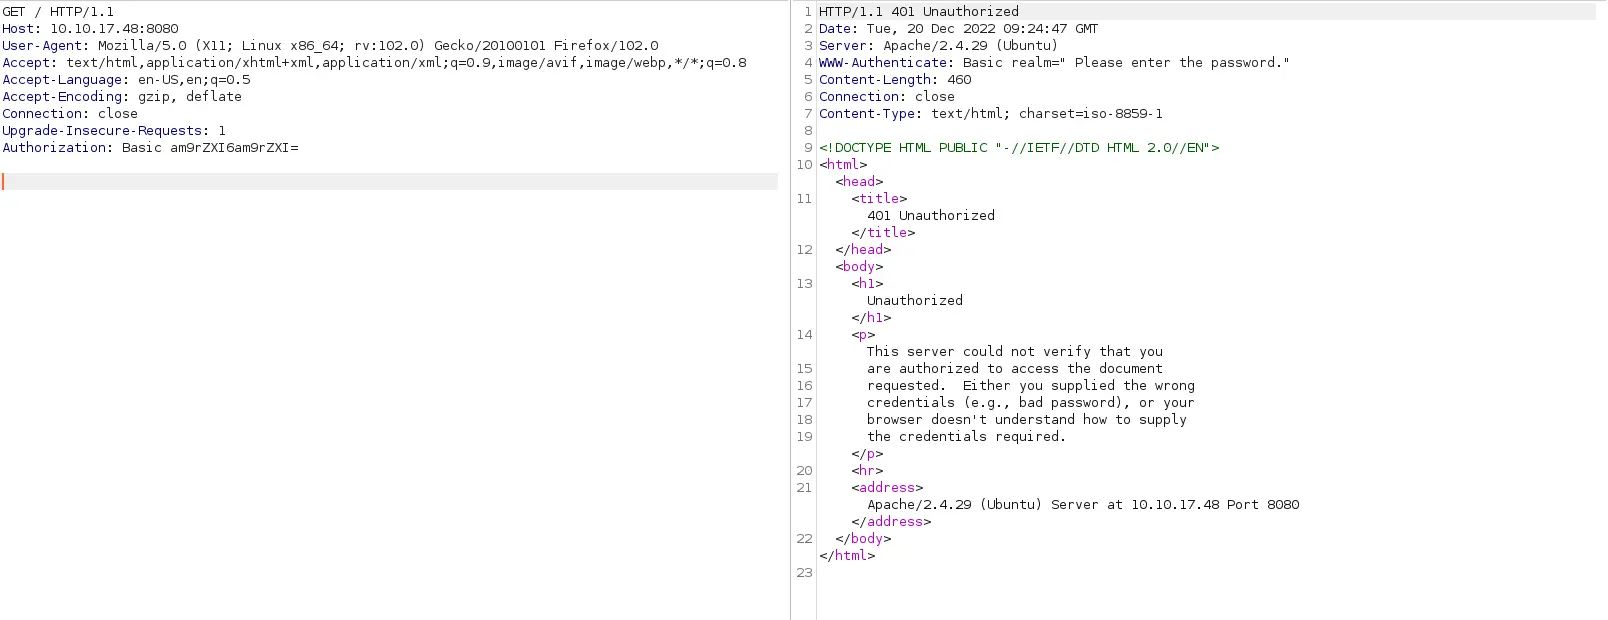 GET / HTTP/1.1
Host: 10.10.17.48:8080
User-Agent: Mozilla/5.0 (X11; Linux x86_64; rv:102.0) Gecko/20100101 Firefox/102.0
Accept: text/html,application/xhtml+xml,application/xml;q=0.9,image/avif,image/webp,*/*;q=0.8
Accept-Language: en-US,en;q=0.5
Accept-Encoding: gzip, deflate
Connection: close
Upgrade-Insecure-Requests: 1
Authorization: Basic am9rZXI6am9rZXI=
1 HTTP/1.1 401 Unauthorized
2 Date: Tue, 20 Dec 2022 09:24:47 GMT
3 Server: Apache/2.4.29 (Ubuntu)
4 WWW-Authenticate: Basic realm=" Please enter the password."
5 Content-Length: 460
6 Connection: close
7 Content-Type: text/html; charset=iso-8859-1
8
9 <!DOCTYPE HTML PUBLIC "-//IETF//DTD HTML 2.0//EN">
10 <html>
<head>
11 <title>
401 Unauthorized
</title>
12 </head>
<body>
13 <h1>
Unauthorized
</h1>
14 <p>
This server could not verify that you
15 are authorized to access the document
16 requested.  Either you supplied the wrong
17 credentials (e.g., bad password), or your
18 browser doesn't understand how to supply
19 the credentials required.
</p>
20 <hr>
21 <address>
Apache/2.4.29 (Ubuntu) Server at 10.10.17.48 Port 8080
</address>
22 </body>
</html>
23